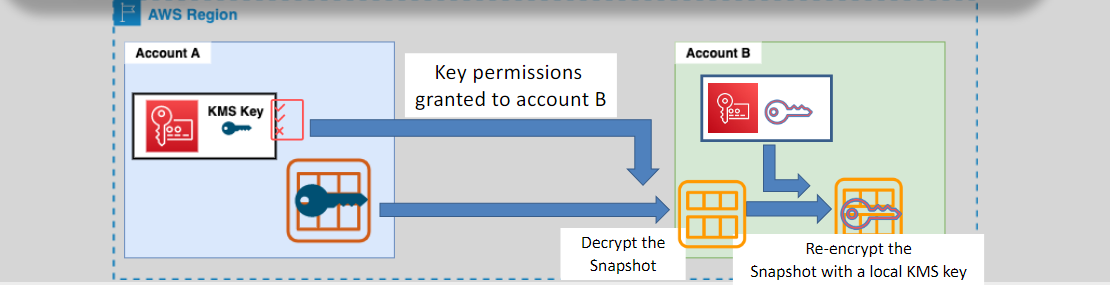 AWS Region
Account A
Account B
Key permissions
granted to account B
KMS Key
Decrypt the
Snapshot
Re-encrypt the
Snapshot with a local KMS key